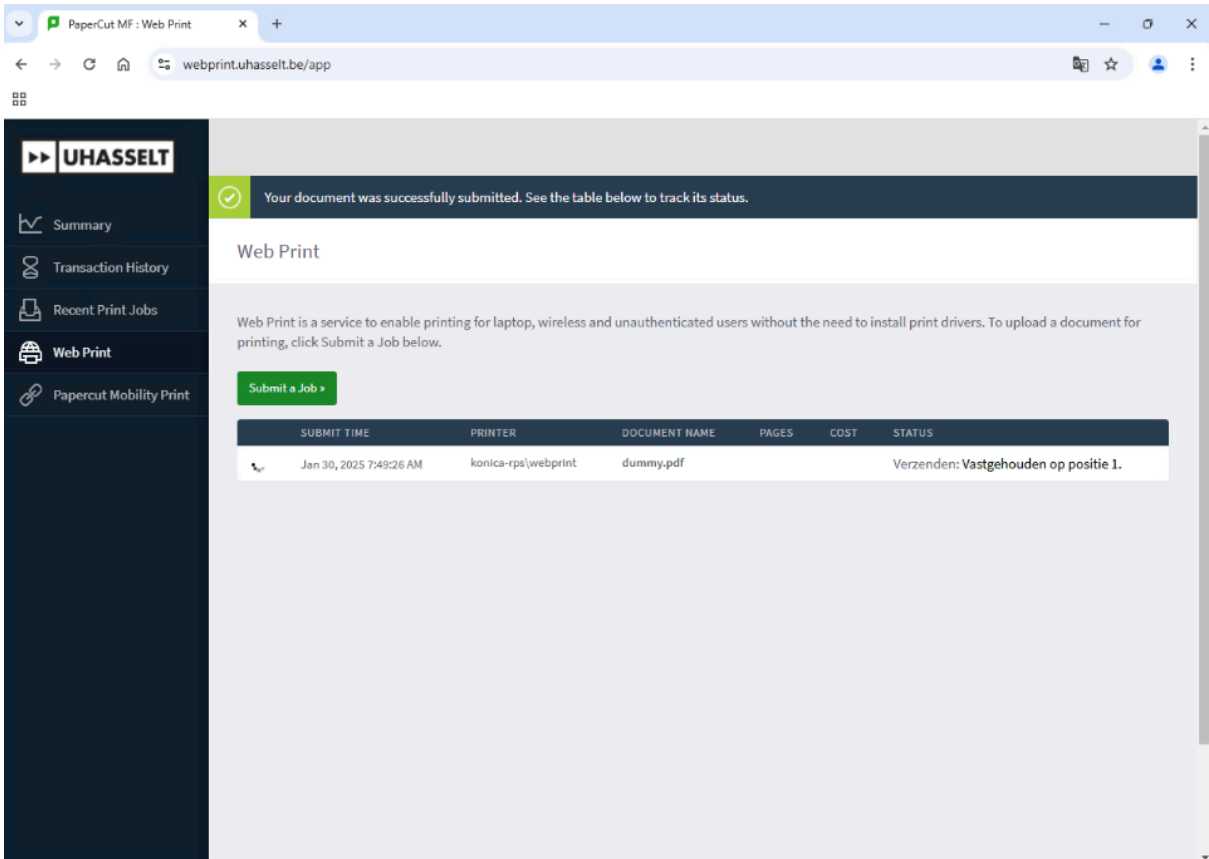 PaperCut MF : Web Print
webprint.uhasselt.be/app
UHASSELT
Your document was successfully submitted. See the table below to track its status.
Summary
Web Print
Transaction History
Recent Print Jobs
Web Print is a service to enable printing for laptop, wireless and unauthenticated users without the need to install print drivers. To upload a document for
printing, click Submit a Job below.
Web Print
Submit a Job »
Papercut Mobility Print
SUBMIT TIME PRINTER DOCUMENT NAME PAGES COST STATUS
Jan 30, 2025 7:49:26 AM konica-rps\webprint dummy.pdf Verzenden: Vastgehouden op positie 1.